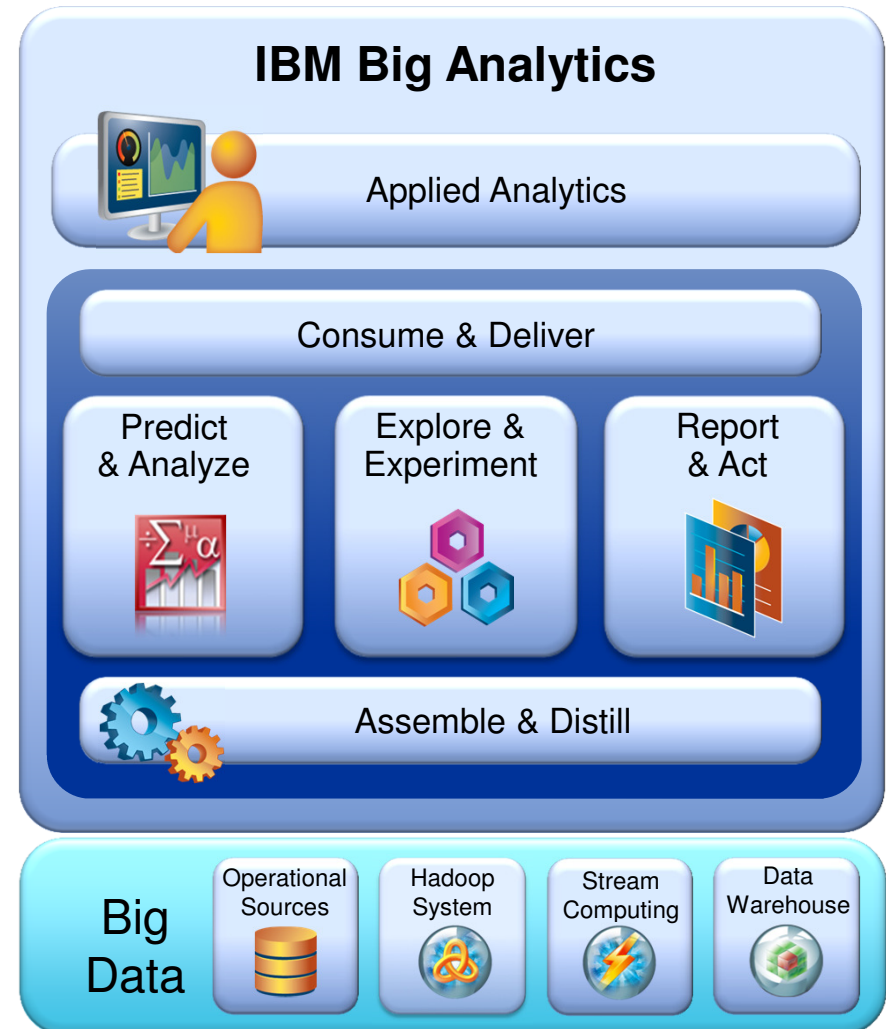 IBM Big Analytics
Applied Analytics
Consume & Deliver
Predict
& Analyze
Explore &
Experiment
Report
& Act
÷Σμα
Assemble & Distill
Big
Data
Operational
Sources
Hadoop
System
Stream
Computing
Data
Warehouse